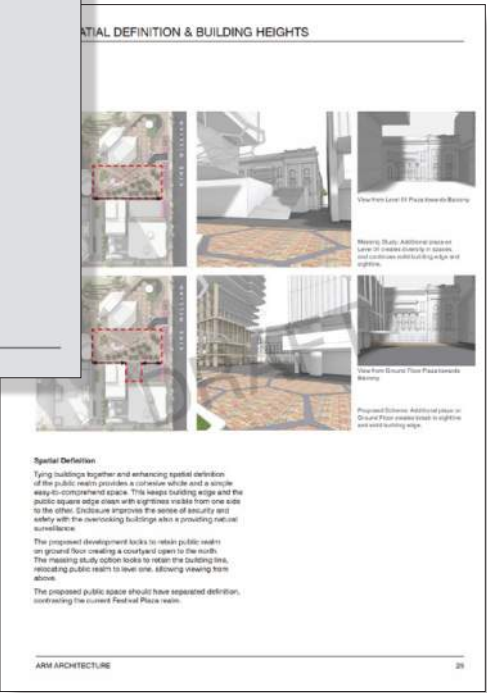 ATIAL DEFINITION & BUILDING HEIGHTS
KING WILLIAM
View from Level 01 Plaza towards Balcony
Massing Study: Additional plaza on
Level 01 creates diversity in spaces,
and continues solid building edge and
sightline.
KING WILLIAM
View from Ground Floor Plaza towards
Balcony
Proposed Scheme: Additional plaza on
Ground Floor creates break in sightline
and solid building edge.
DRAFT
Spatial Definition
Tying buildings together and enhancing spatial definition
of the public realm provides a cohesive whole and a simple
easy-to-comprehend space. This keeps building edge and the
public square edge clean with sightlines visible from one side
to the other. Enclosure improves the sense of security and
safety with the overlooking buildings also a providing natural
surveillance.
The proposed development looks to retain public realm
on ground floor creating a courtyard open to the north.
The massing study option looks to retain the building line,
relocating public realm to level one, allowing viewing from
above.
The proposed public space should have separated definition,
contrasting the current Festival Plaza realm.
ARM ARCHITECTURE